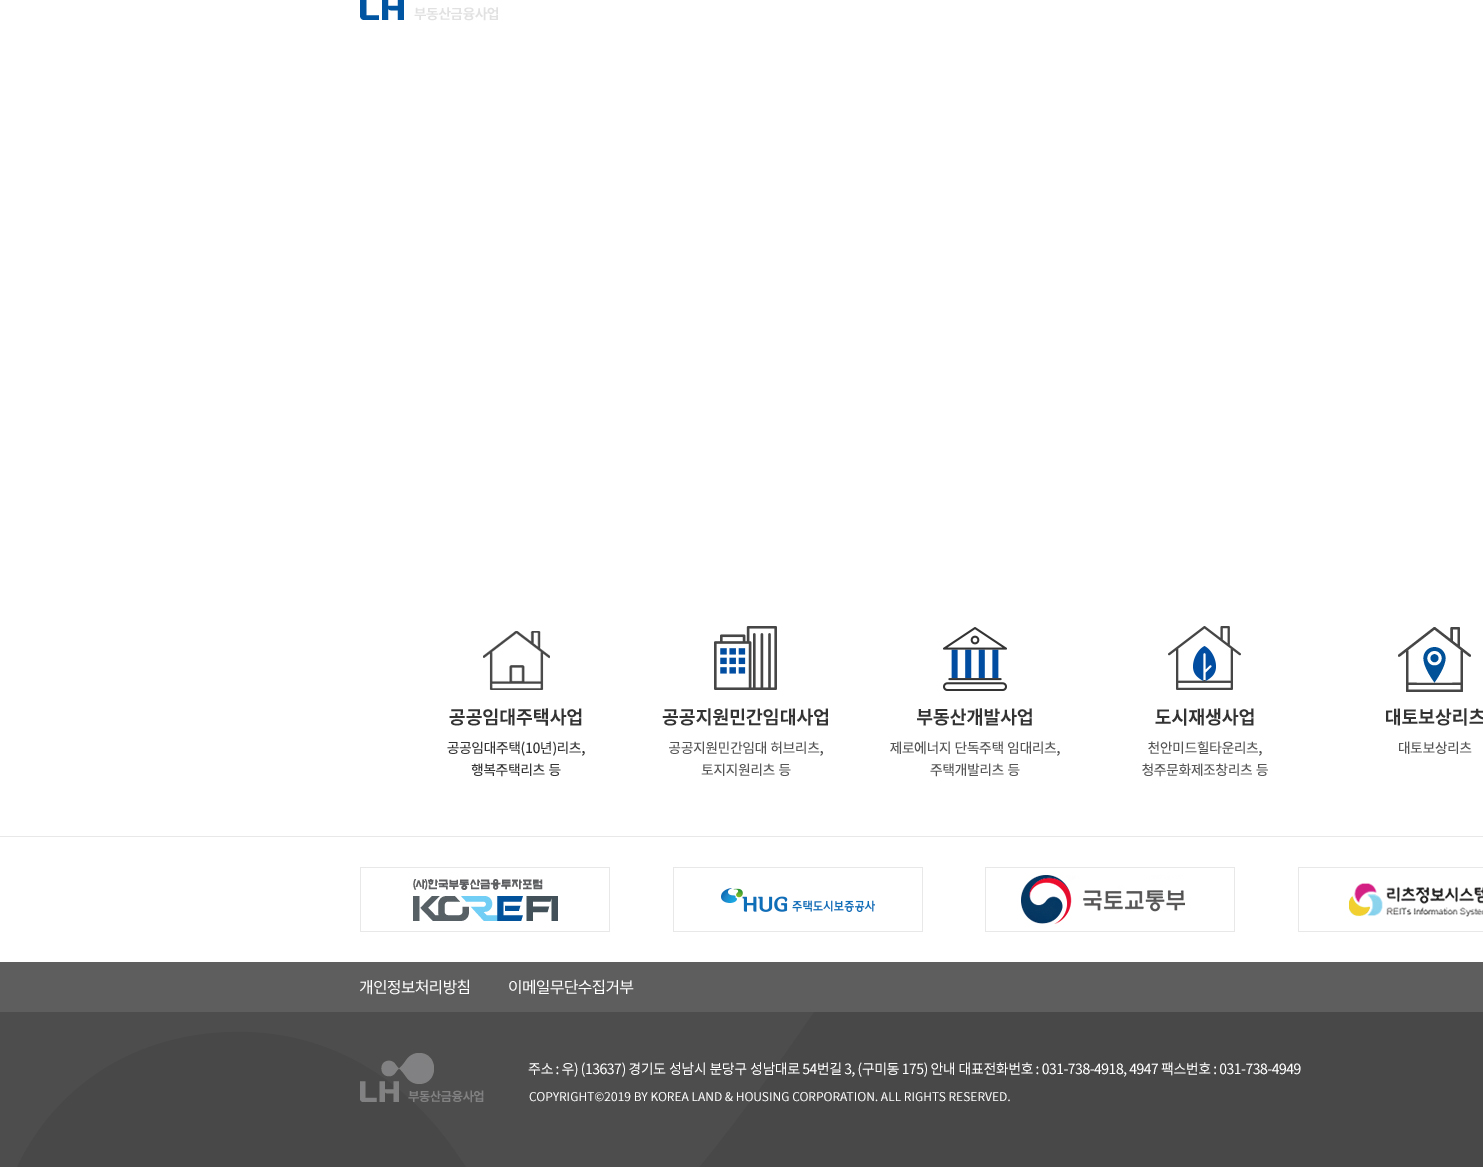 LH 부동산금융사업
공공임대주택사업
공공임대주택(10년)리츠,
행복주택리츠 등
공공지원민간임대사업
공공지원민간임대 허브리츠,
토지지원리츠 등
부동산개발사업
제로에너지 단독주택 임대리츠,
주택개발리츠 등
도시재생사업
천안미드힐타운리츠,
청주문화제조창리츠 등
대토보상리츠
대토보상리츠
(사)한국부동산금융투자포럼
KOREFI
HUG 주택도시보증공사
국토교통부
리츠정보시스템
REITs Information System
개인정보처리방침 이메일무단수집거부
LH 부동산금융사업
주소 : 우) (13637) 경기도 성남시 분당구 성남대로 54번길 3, (구미동 175) 안내 대표전화번호 : 031-738-4918, 4947 팩스번호 : 031-738-4949
COPYRIGHT©2019 BY KOREA LAND & HOUSING CORPORATION. ALL RIGHTS RESERVED.